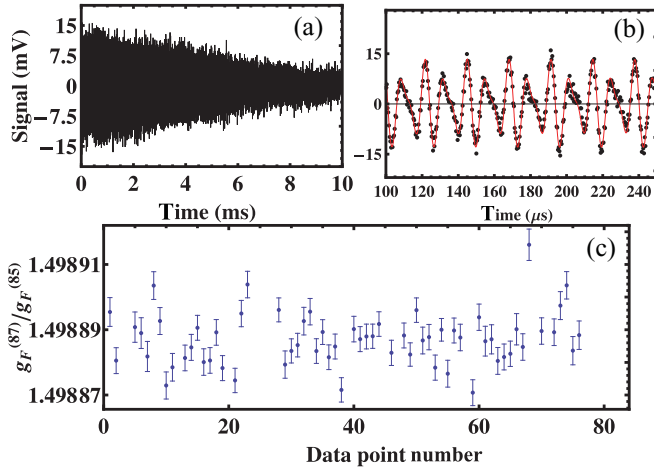 (a)
Signal (mV)
15
7.5
0
−7.5
−15
0 2 4 6 8 10
Time (ms)
(b)
15
0
−15
100 120 140 160 180 200 220 240
Time (μs)
(c)
g_F^(87)/g_F^(85)
1.49891
1.49889
1.49887
0 20 40 60 80
Data point number